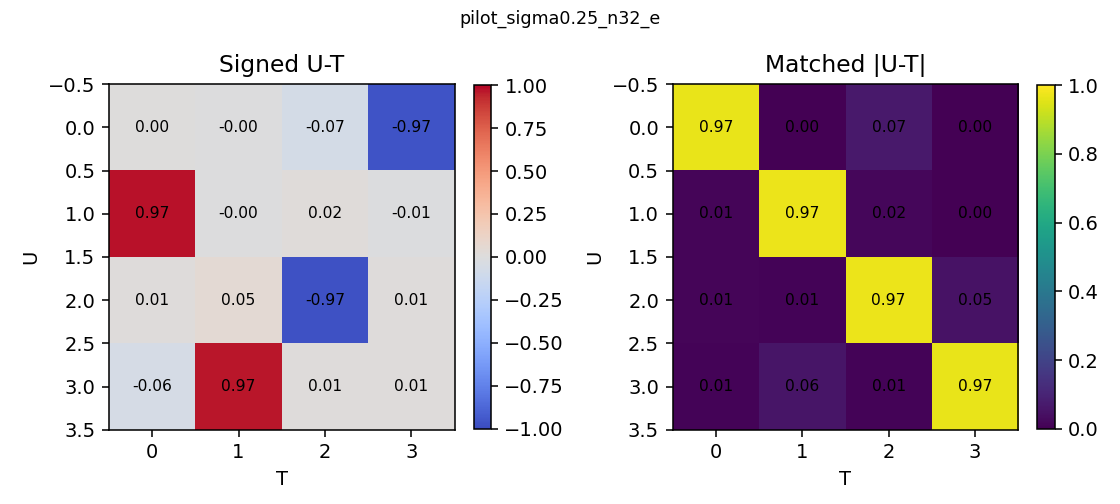 pilot_sigma0.25_n32_e
Signed U-T
−0.5
0.0
0.5
1.0
1.5
2.0
2.5
3.0
3.5
U
0.00 -0.00 -0.07 -0.97
0.97 -0.00 0.02 -0.01
0.01 0.05 -0.97 0.01
-0.06 0.97 0.01 0.01
0 1 2 3
T
1.00
0.75
0.50
0.25
0.00
−0.25
−0.50
−0.75
−1.00
Matched |U-T|
−0.5
0.0
0.5
1.0
1.5
2.0
2.5
3.0
3.5
U
0.97 0.00 0.07 0.00
0.01 0.97 0.02 0.00
0.01 0.01 0.97 0.05
0.01 0.06 0.01 0.97
0 1 2 3
T
1.0
0.8
0.6
0.4
0.2
0.0